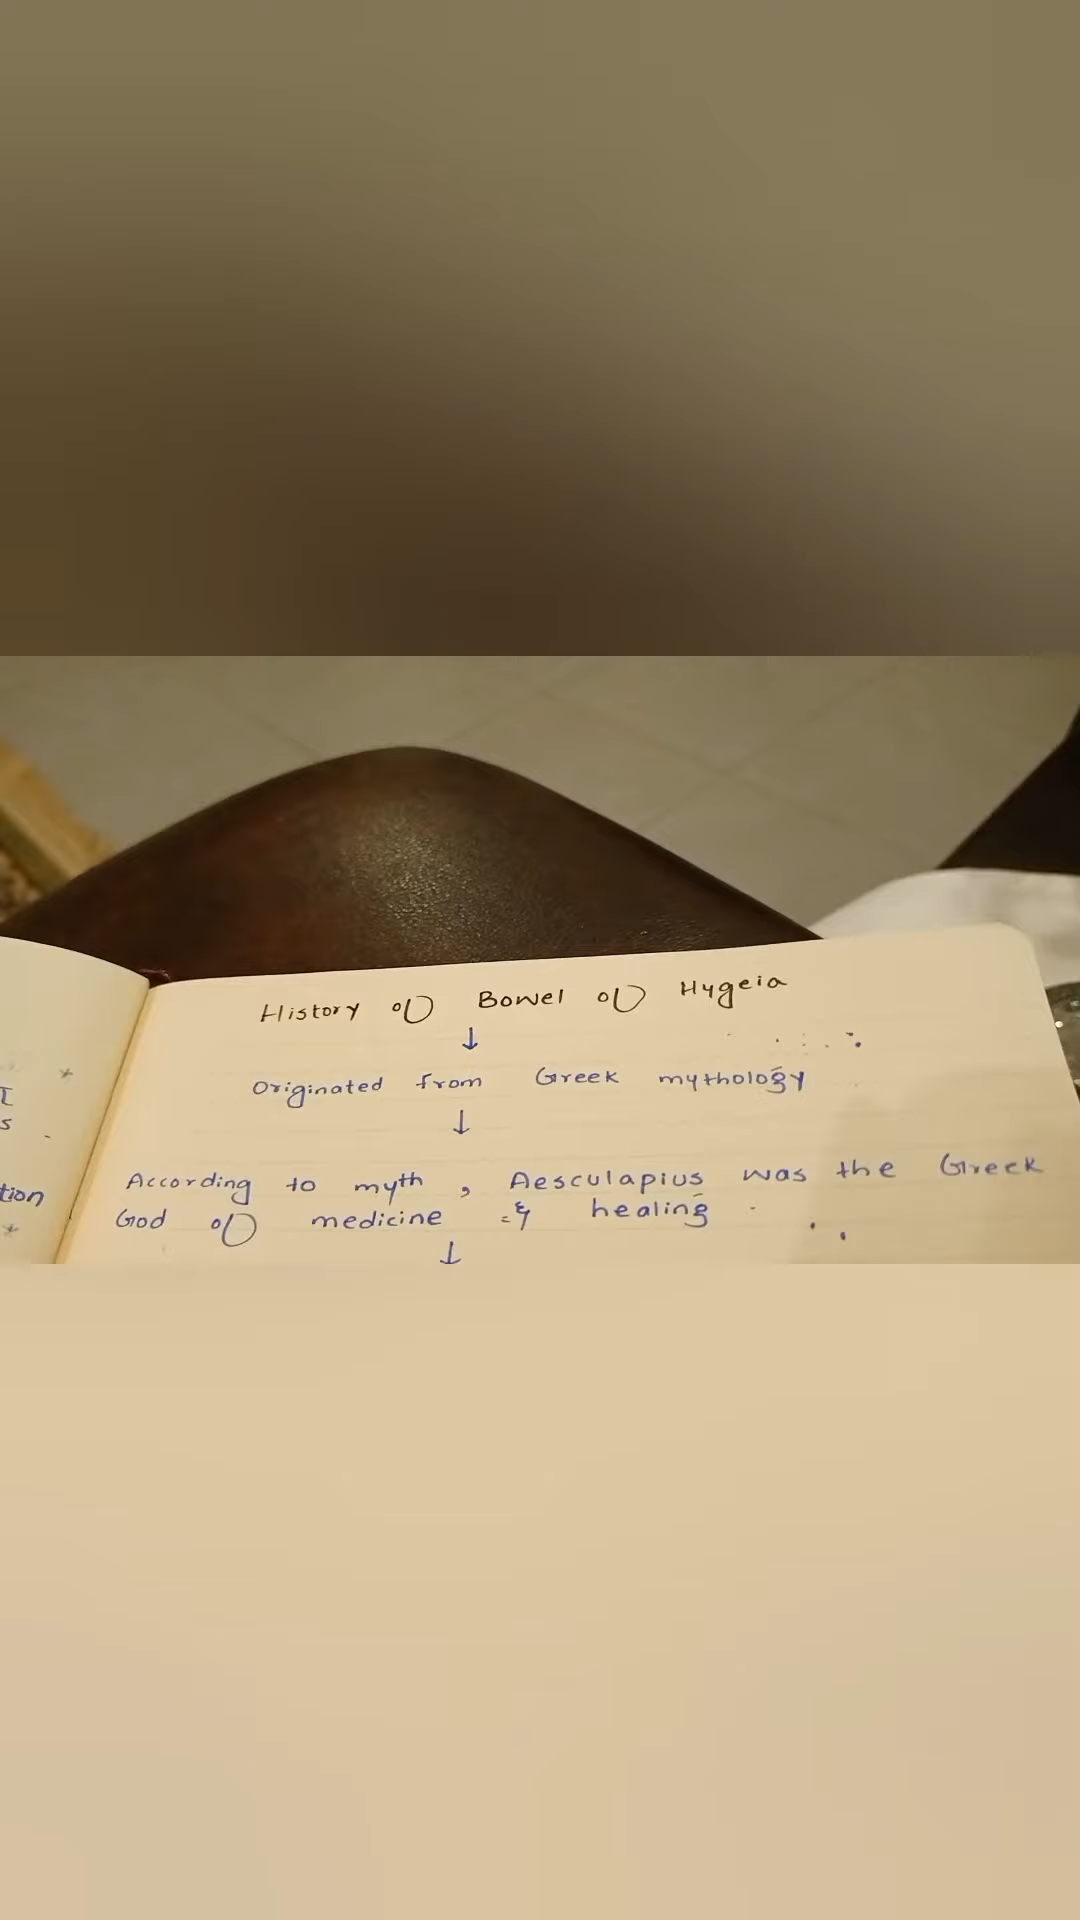 History of Bowel of Hygeia
↓
Originated from Greek mythology
↓
According to myth, Aesculapius was the Greek
God of medicine & healing
↓
I
s
tion